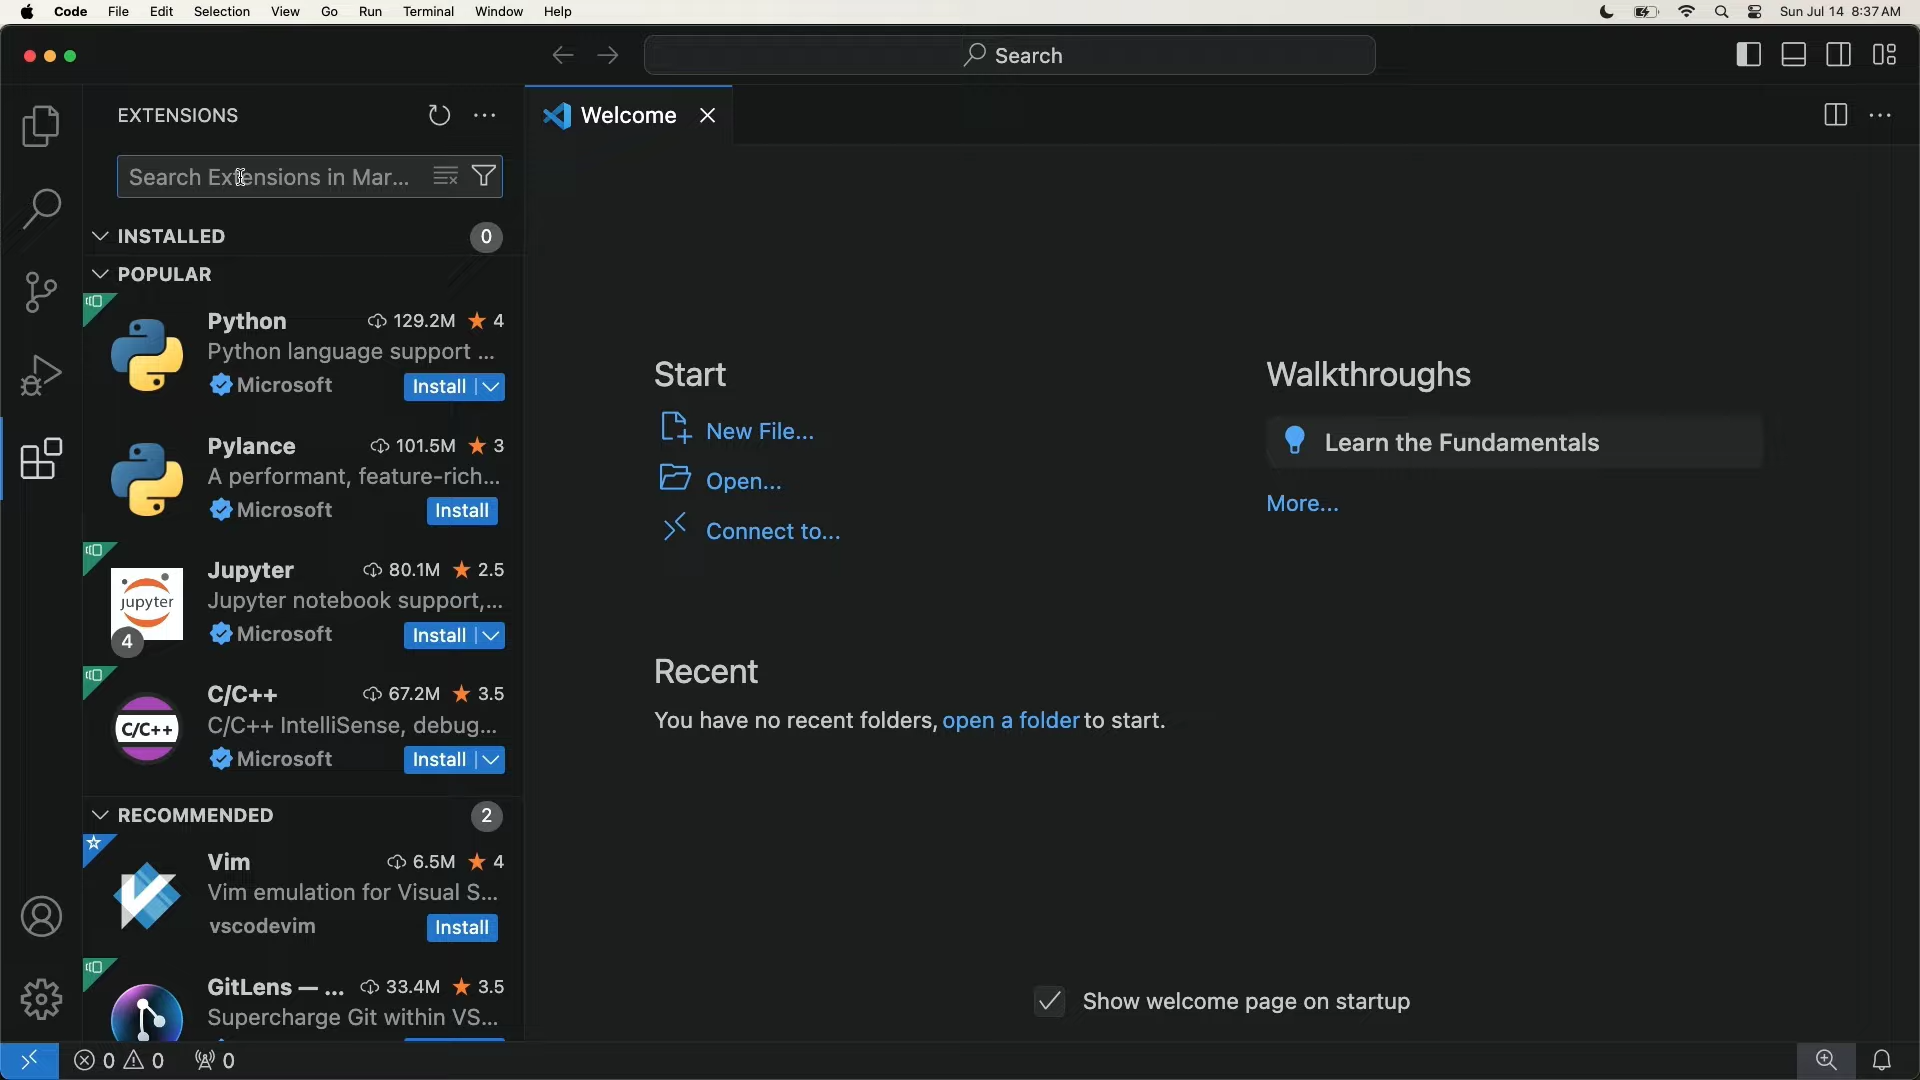 Code File Edit Selection View Go Run Terminal Window Help Sun Jul 14 8:37 AM
Search
EXTENSIONS
Welcome
Search Extensions in Mar...
INSTALLED 0
POPULAR
Python 129.2M 4
Python language support ...
Microsoft Install
Pylance 101.5M 3
A performant, feature-rich...
Microsoft Install
Jupyter 80.1M 2.5
jupyter
Jupyter notebook support,...
4
Microsoft Install
C/C++ 67.2M 3.5
C/C++
C/C++ IntelliSense, debug...
Microsoft Install
RECOMMENDED 2
Vim 6.5M 4
Vim emulation for Visual S...
vscodevim Install
GitLens — ... 33.4M 3.5
Supercharge Git within VS...
Start
New File...
Open...
Connect to...
Recent
You have no recent folders, open a folder to start.
Walkthroughs
Learn the Fundamentals
More...
Show welcome page on startup
0 0 0